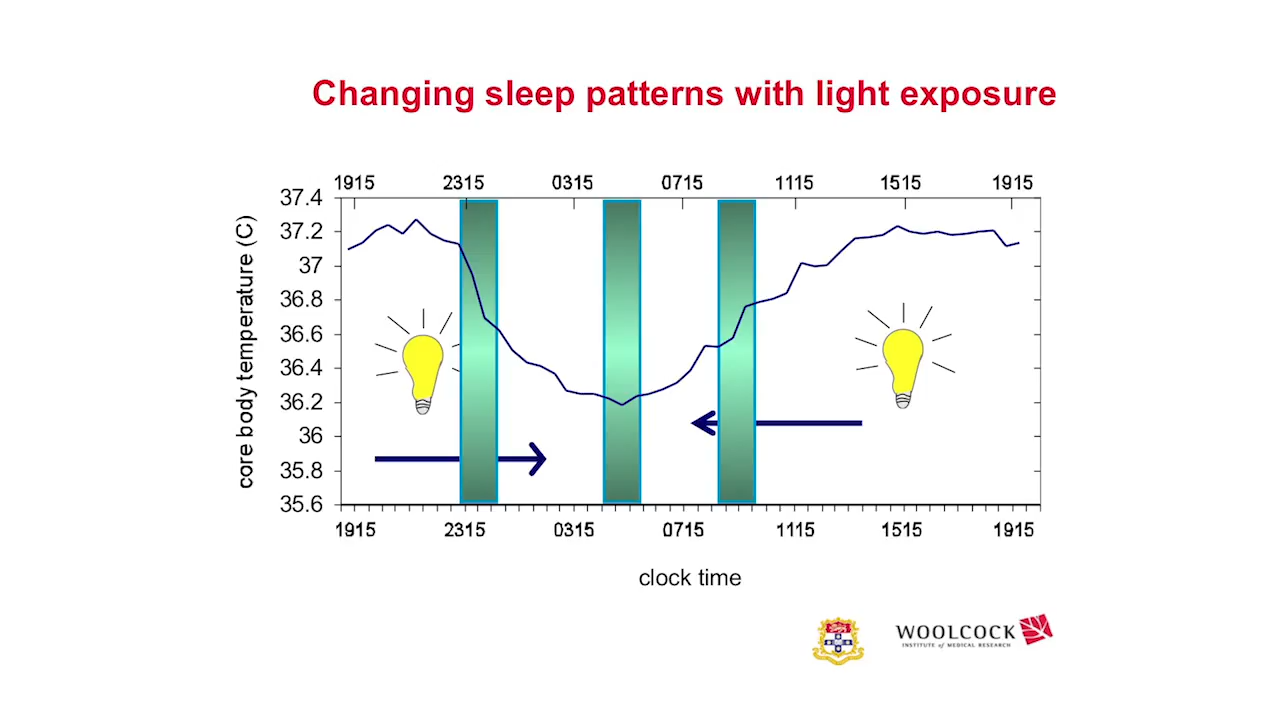 Changing sleep patterns with light exposure
1915 2315 0315 0715 1115 1515 1915
37.4
37.2
37
36.8
36.6
36.4
36.2
36
35.8
35.6
core body temperature (C)
1915 2315 0315 0715 1115 1515 1915
clock time
WOOLCOCK
INSTITUTE of MEDICAL RESEARCH